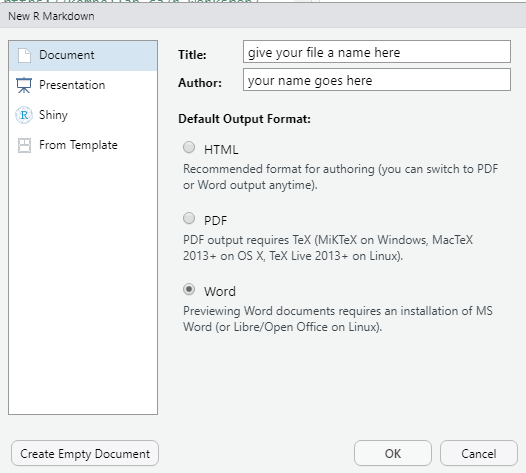 New R Markdown
Document
Presentation
Shiny
From Template
Title:
give your file a name here
Author:
your name goes here
Default Output Format:
HTML
Recommended format for authoring (you can switch to PDF
or Word output anytime).
PDF
PDF output requires TeX (MiKTeX on Windows, MacTeX
2013+ on OS X, TeX Live 2013+ on Linux).
Word
Previewing Word documents requires an installation of MS
Word (or Libre/Open Office on Linux).
Create Empty Document
OK
Cancel